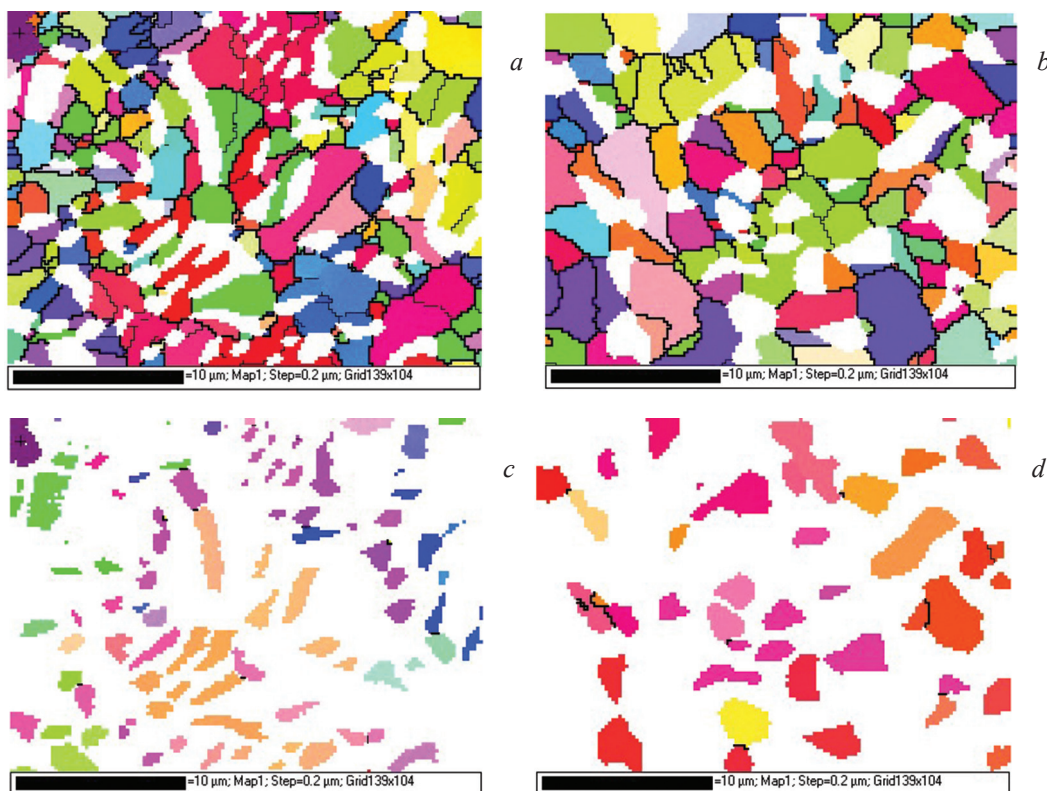 a
b
=10 µm; Map1; Step=0.2 µm; Grid139x104
=10 µm; Map1; Step=0.2 µm; Grid139x104
c
d
=10 µm; Map1; Step=0.2 µm; Grid139x104
=10 µm; Map1; Step=0.2 µm; Grid139x104